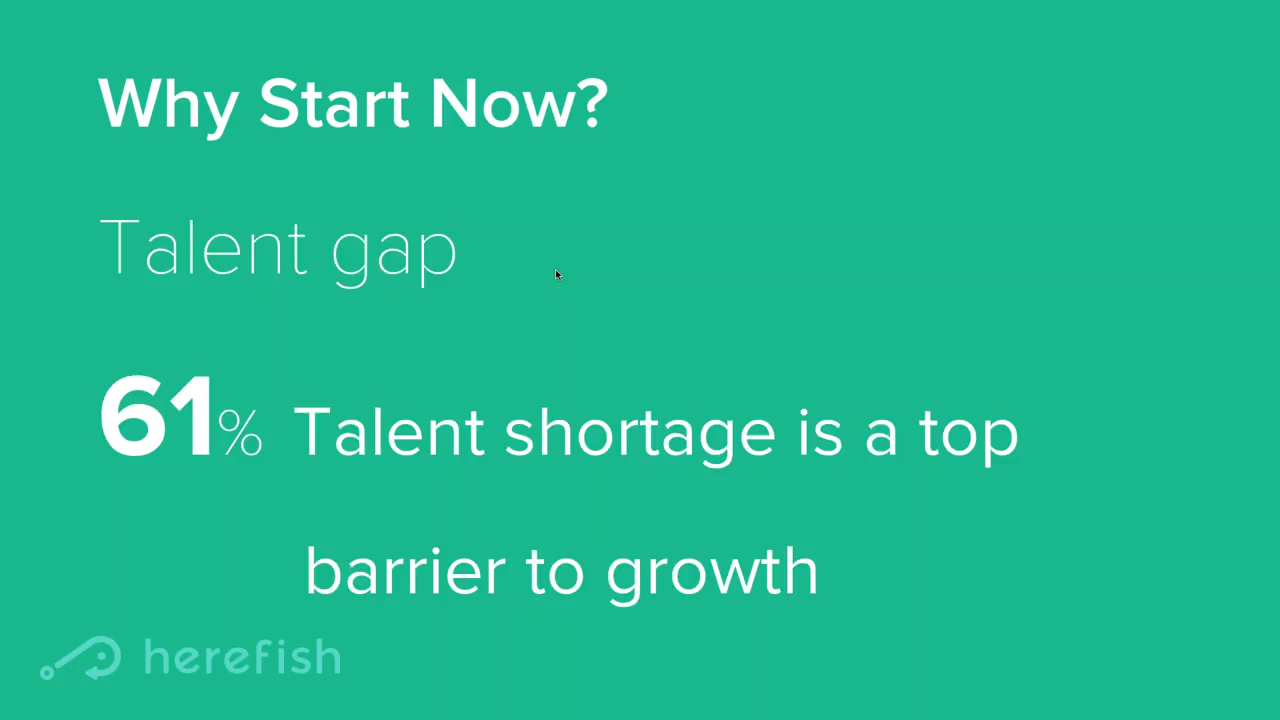 Why Start Now?
Talent gap
61% Talent shortage is a top
barrier to growth
herefish